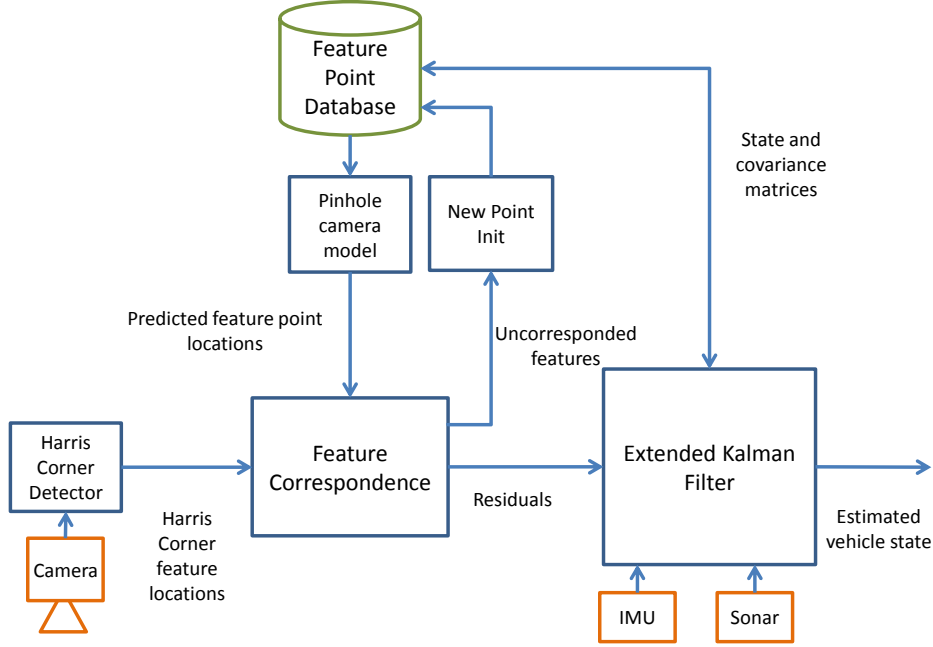 Feature
Point
Database
State and
covariance
matrices
Pinhole
camera
model
New Point
Init
Predicted feature point
locations
Uncorresponded
features
Harris
Corner
Detector
Feature
Correspondence
Extended Kalman
Filter
Residuals
Harris
Corner
feature
locations
Estimated
vehicle state
Camera
IMU
Sonar